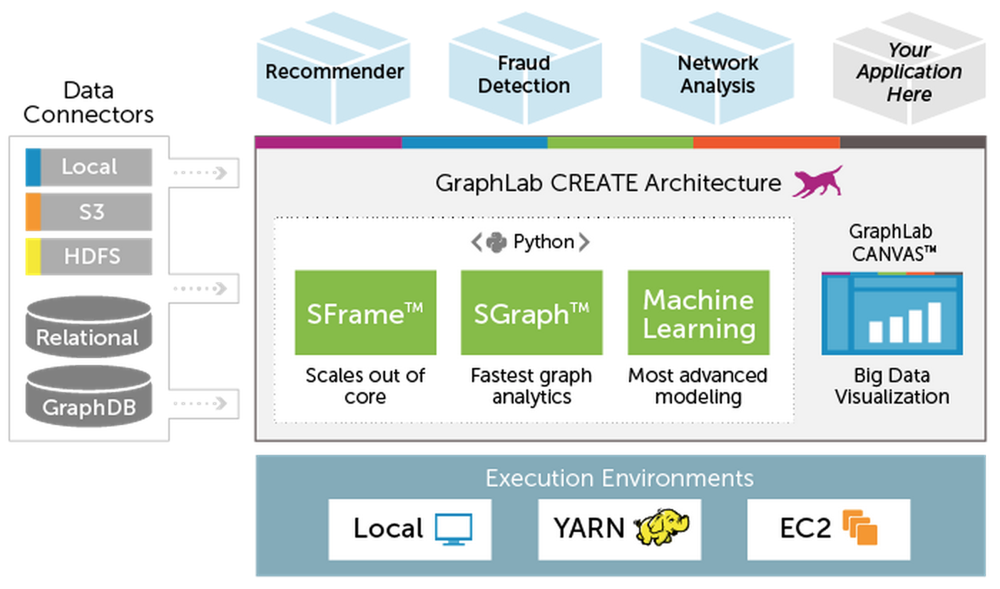 Recommender
Fraud
Detection
Network
Analysis
Your
Application
Here
Data
Connectors
Local
S3
HDFS
Relational
GraphDB
GraphLab CREATE Architecture
< Python >
SFrame™
SGraph™
Machine
Learning
Scales out of
core
Fastest graph
analytics
Most advanced
modeling
GraphLab
CANVAS™
Big Data
Visualization
Execution Environments
Local
YARN
EC2